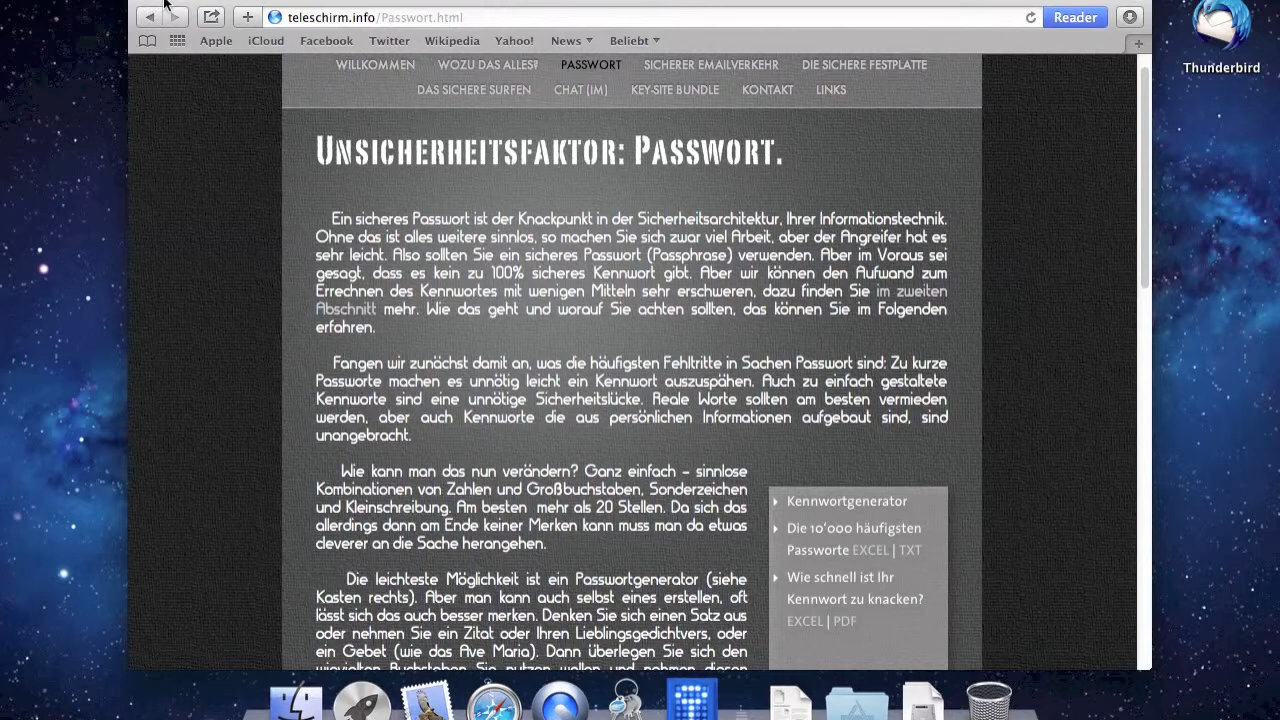 teleschirm.info/Passwort.html
Reader
Apple iCloud Facebook Twitter Wikipedia Yahoo! News Beliebt
Thunderbird
WILLKOMMEN WOZU DAS ALLES? PASSWORT SICHERER EMAILVERKEHR DIE SICHERE FESTPLATTE
DAS SICHERE SURFEN CHAT (IM) KEY-SITE BUNDLE KONTAKT LINKS
UNSICHERHEITSFAKTOR: PASSWORT.
Ein sicheres Passwort ist der Knackpunkt in der Sicherheitsarchitektur, Ihrer Informationstechnik.
Ohne das ist alles weitere sinnlos, so machen Sie sich zwar viel Arbeit, aber der Angreifer hat es
sehr leicht. Also sollten Sie ein sicheres Passwort (Passphrase) verwenden. Aber im Voraus sei
gesagt, dass es kein zu 100% sicheres Kennwort gibt. Aber wir können den Aufwand zum
Errechnen des Kennwortes mit wenigen Mitteln sehr erschweren, dazu finden Sie im zweiten
Abschnitt mehr. Wie das geht und worauf Sie achten sollten, das können Sie im Folgenden
erfahren.
Fangen wir zunächst damit an, was die häufigsten Fehltritte in Sachen Passwort sind: Zu kurze
Passworte machen es unnötig leicht ein Kennwort auszuspähen. Auch zu einfach gestaltete
Kennworte sind eine unnötige Sicherheitslücke. Reale Worte sollten am besten vermieden
werden, aber auch Kennworte die aus persönlichen Informationen aufgebaut sind, sind
unangebracht.
Wie kann man das nun verändern? Ganz einfach – sinnlose
Kombinationen von Zahlen und Großbuchstaben, Sonderzeichen
und Kleinschreibung. Am besten mehr als 20 Stellen. Da sich das
allerdings dann am Ende keiner Merken kann muss man da etwas
cleverer an die Sache herangehen.
Die leichteste Möglichkeit ist ein Passwortgenerator (siehe
Kasten rechts). Aber man kann auch selbst eines erstellen, oft
lässt sich das auch besser merken. Denken Sie sich einen Satz aus
oder nehmen Sie ein Zitat oder Ihren Lieblingsgedichtvers, oder
ein Gebet (wie das Ave Maria). Dann überlegen Sie sich den
wievielten Buchstaben Sie nutzen wollen und nehmen diesen
Kennwortgenerator
Die 10'000 häufigsten
Passworte EXCEL | TXT
Wie schnell ist Ihr
Kennwort zu knacken?
EXCEL | PDF